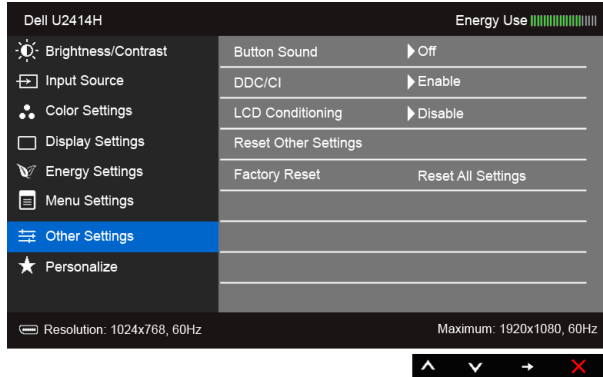 Dell U2414H
Energy Use
Brightness/Contrast
Input Source
Color Settings
Display Settings
Energy Settings
Menu Settings
Other Settings
Personalize
Button Sound
Off
DDC/CI
Enable
LCD Conditioning
Disable
Reset Other Settings
Factory Reset
Reset All Settings
Resolution: 1024x768, 60Hz
Maximum: 1920x1080, 60Hz